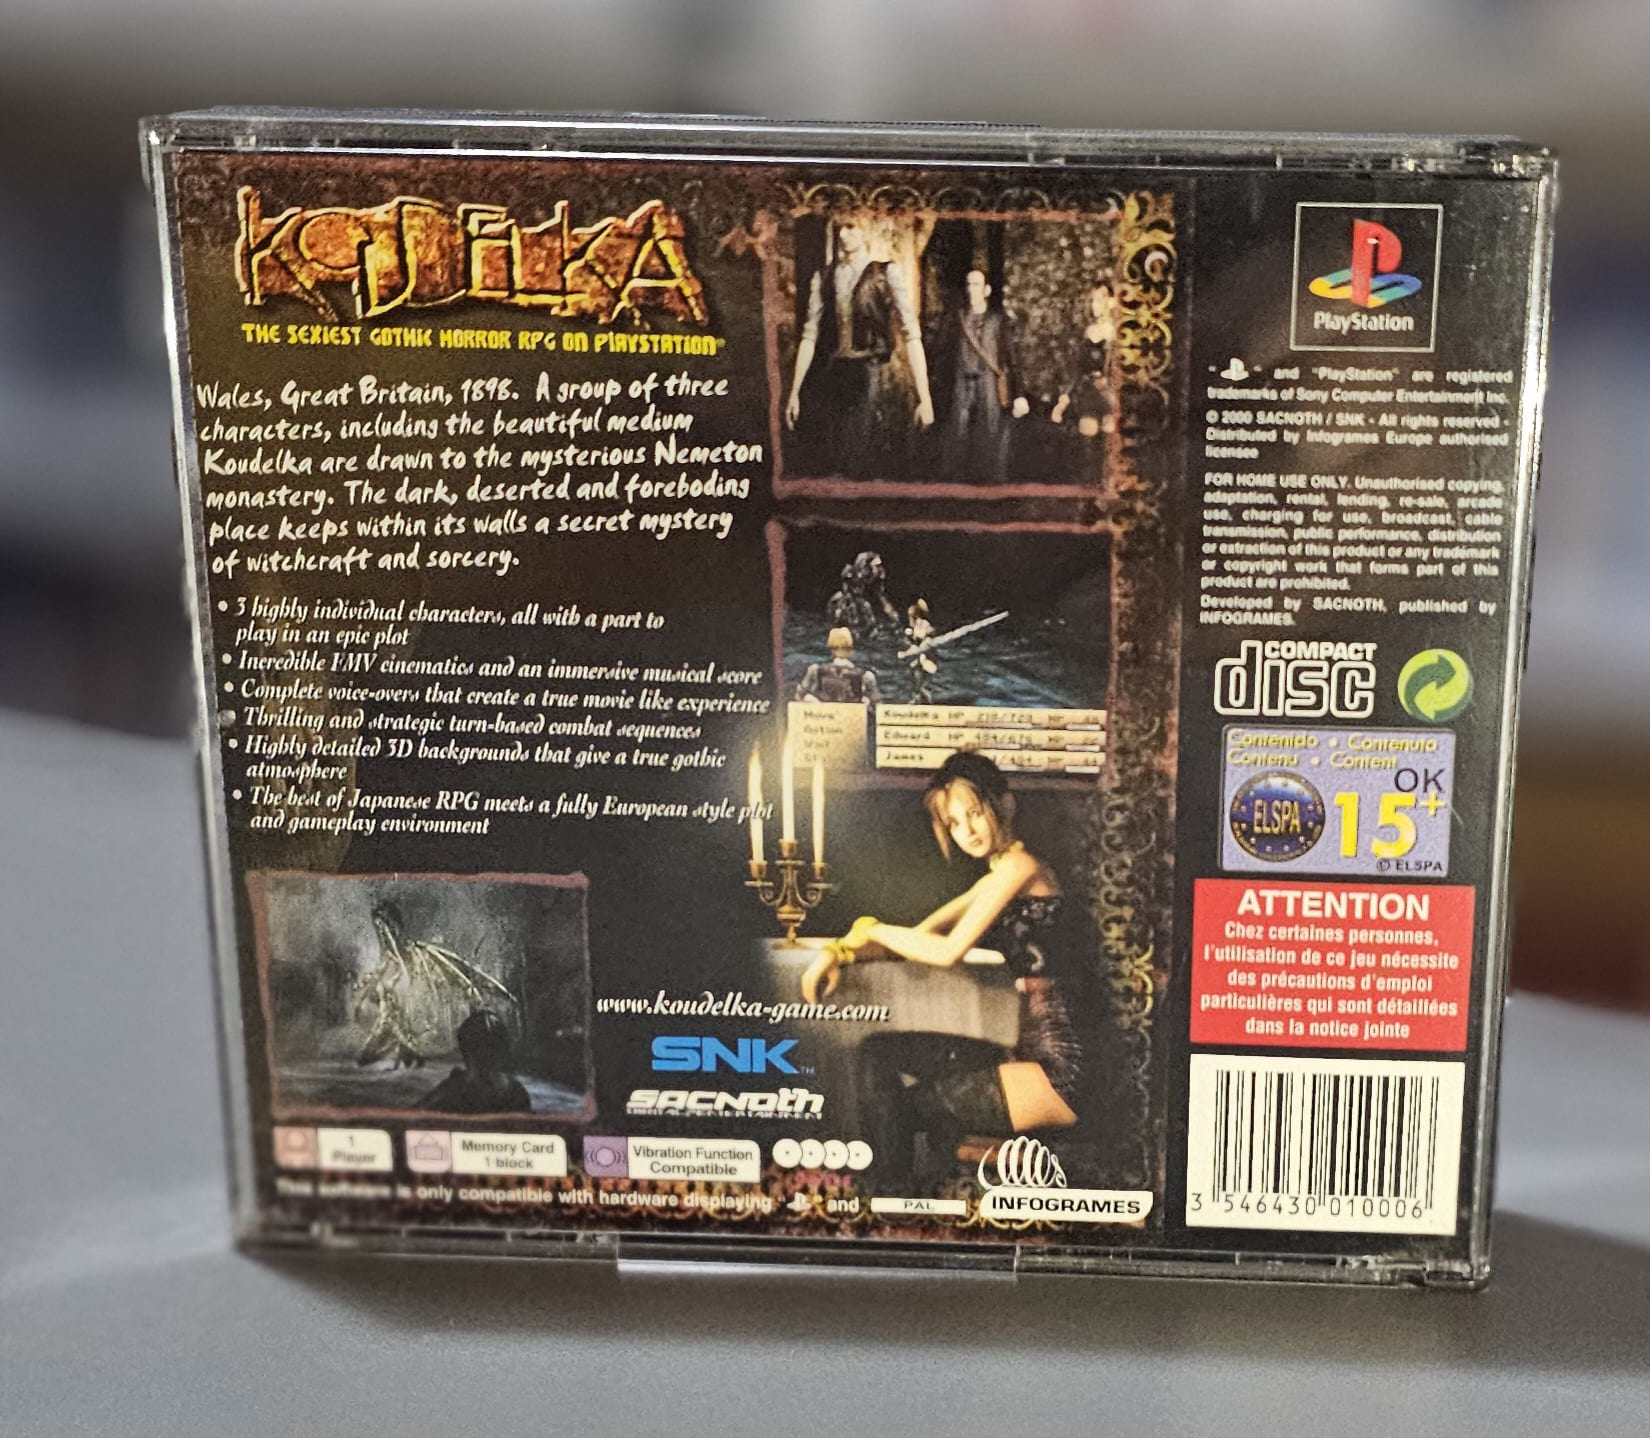 KOUDELKA
THE SEXIEST GOTHIC HORROR RPG ON PLAYSTATION®
Wales, Great Britain, 1898. A group of three
characters, including the beautiful medium
Koudelka are drawn to the mysterious Nemeton
monastery. The dark, deserted and foreboding
place keeps within its walls a secret mystery
of witchcraft and sorcery.
• 3 highly individual characters, all with a part to
play in an epic plot
• Incredible FMV cinematics and an immersive musical score
• Complete voice-overs that create a true movie like experience
• Thrilling and strategic turn-based combat sequences
• Highly detailed 3D backgrounds that give a true gothic
atmosphere
• The best of Japanese RPG meets a fully European style plot
and gameplay environment
Move
Koudelka HP
Edward HP
James
www.koudelka-game.com
SNK™
SACNOTH
DIGITAL ENTERTAINMENT
1
Player
Memory Card
1 block
Vibration Function
Compatible
This software is only compatible with hardware displaying " " and PAL
INFOGRAMES
PlayStation
" " and "PlayStation" are registered
trademarks of Sony Computer Entertainment Inc.
© 2000 SACNOTH / SNK - All rights reserved -
Distributed by Infogrames Europe authorised
licensee
FOR HOME USE ONLY. Unauthorised copying,
adaptation, rental, lending, re-sale, arcade
use, charging for use, broadcast, cable
transmission, public performance, distribution
or extraction of this product or any trademark
or copyright work that forms part of this
product are prohibited.
Developed by SACNOTH, published by
INFOGRAMES.
COMPACT
disc
Contenido • Contenuto
Contenu • Content
OK
ELSPA
15+
© ELSPA
ATTENTION
Chez certaines personnes,
l'utilisation de ce jeu nécessite
des précautions d'emploi
particulières qui sont détaillées
dans la notice jointe
3 546430 010006